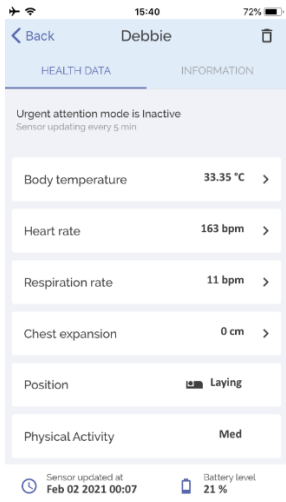 15:40 72%
Back Debbie
HEALTH DATA INFORMATION
Urgent attention mode is Inactive
Sensor updating every 5 min
Body temperature 33.35 °C
Heart rate 163 bpm
Respiration rate 11 bpm
Chest expansion 0 cm
Position Laying
Physical Activity Med
Sensor updated at Battery level
Feb 02 2021 00:07 21 %